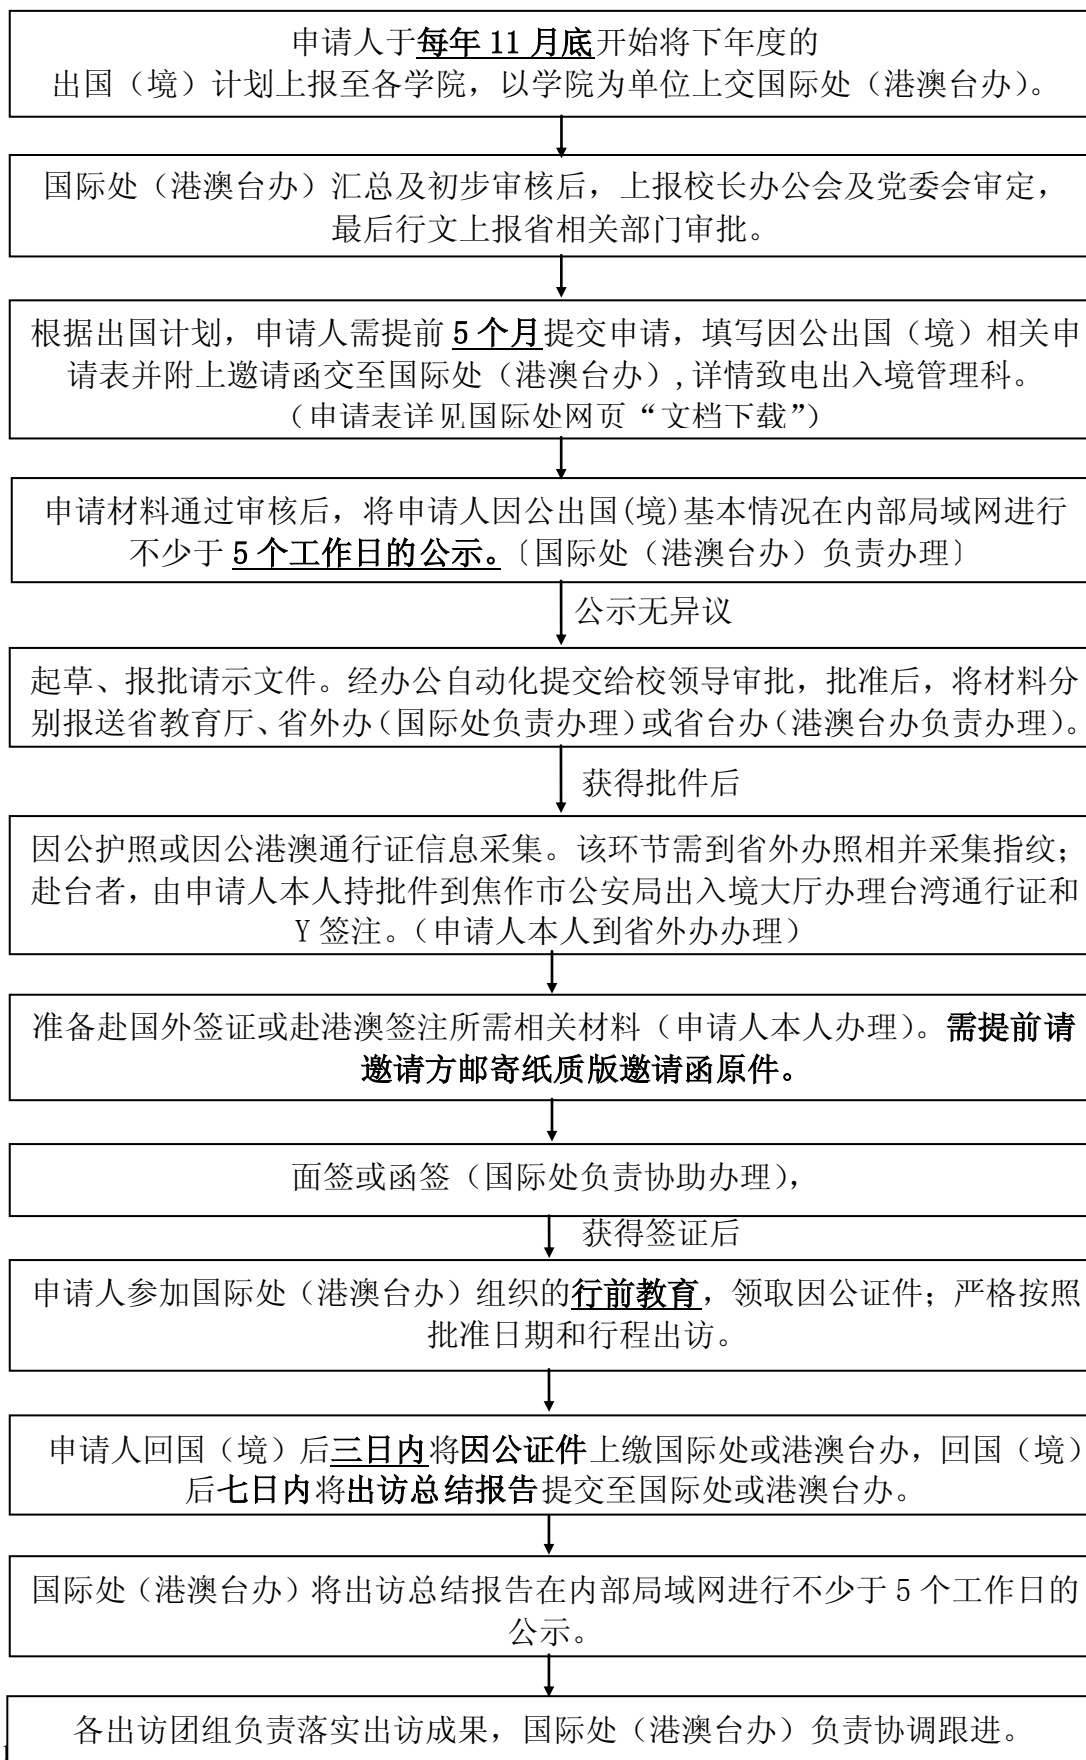 申请人于每年 11 月底开始将下年度的
出国（境）计划上报至各学院，以学院为单位上交国际处（港澳台办）。
国际处（港澳台办）汇总及初步审核后，上报校长办公会及党委会审定，
最后行文上报省相关部门审批。
根据出国计划，申请人需提前 5 个月提交申请，填写因公出国（境）相关申
请表并附上邀请函交至国际处（港澳台办）,详情致电出入境管理科。
（申请表详见国际处网页“文档下载”）
申请材料通过审核后，将申请人因公出国(境)基本情况在内部局域网进行
不少于 5 个工作日的公示。〔国际处（港澳台办）负责办理〕
公示无异议
起草、报批请示文件。经办公自动化提交给校领导审批，批准后，将材料分
别报送省教育厅、省外办（国际处负责办理）或省台办（港澳台办负责办理）。
获得批件后
因公护照或因公港澳通行证信息采集。该环节需到省外办照相并采集指纹；
赴台者，由申请人本人持批件到焦作市公安局出入境大厅办理台湾通行证和
Y 签注。（申请人本人到省外办办理）
准备赴国外签证或赴港澳签注所需相关材料（申请人本人办理）。需提前请
邀请方邮寄纸质版邀请函原件。
面签或函签（国际处负责协助办理），
获得签证后
申请人参加国际处（港澳台办）组织的行前教育，领取因公证件；严格按照
批准日期和行程出访。
申请人回国（境）后三日内将因公证件上缴国际处或港澳台办，回国（境）
后七日内将出访总结报告提交至国际处或港澳台办。
国际处（港澳台办）将出访总结报告在内部局域网进行不少于 5 个工作日的
公示。
各出访团组负责落实出访成果，国际处（港澳台办）负责协调跟进。